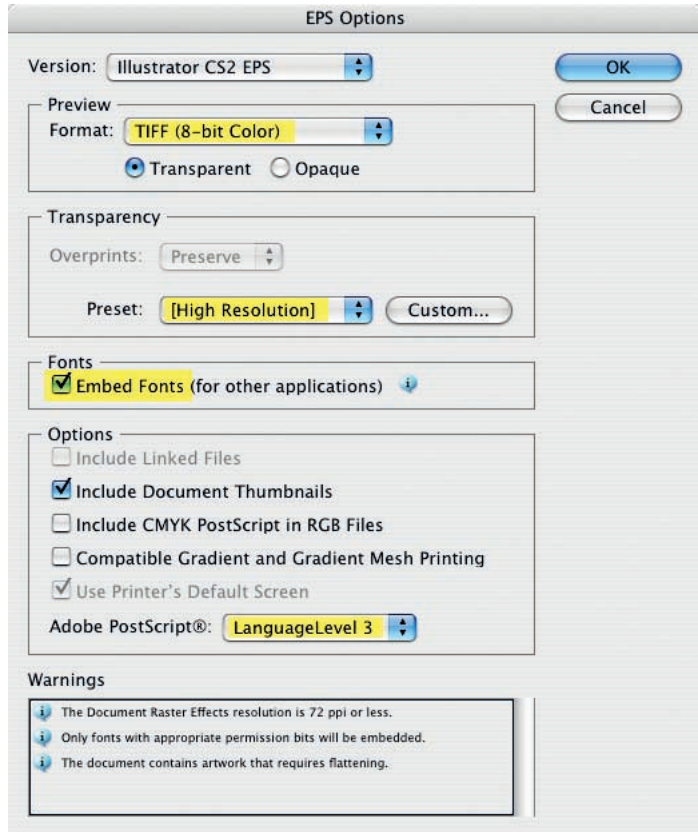 EPS Options
Version: Illustrator CS2 EPS
OK
Cancel
Preview
Format: TIFF (8-bit Color)
Transparent Opaque
Transparency
Overprints: Preserve
Preset: [High Resolution] Custom...
Fonts
Embed Fonts (for other applications)
Options
Include Linked Files
Include Document Thumbnails
Include CMYK PostScript in RGB Files
Compatible Gradient and Gradient Mesh Printing
Use Printer's Default Screen
Adobe PostScript®: LanguageLevel 3
Warnings
The Document Raster Effects resolution is 72 ppi or less.
Only fonts with appropriate permission bits will be embedded.
The document contains artwork that requires flattening.